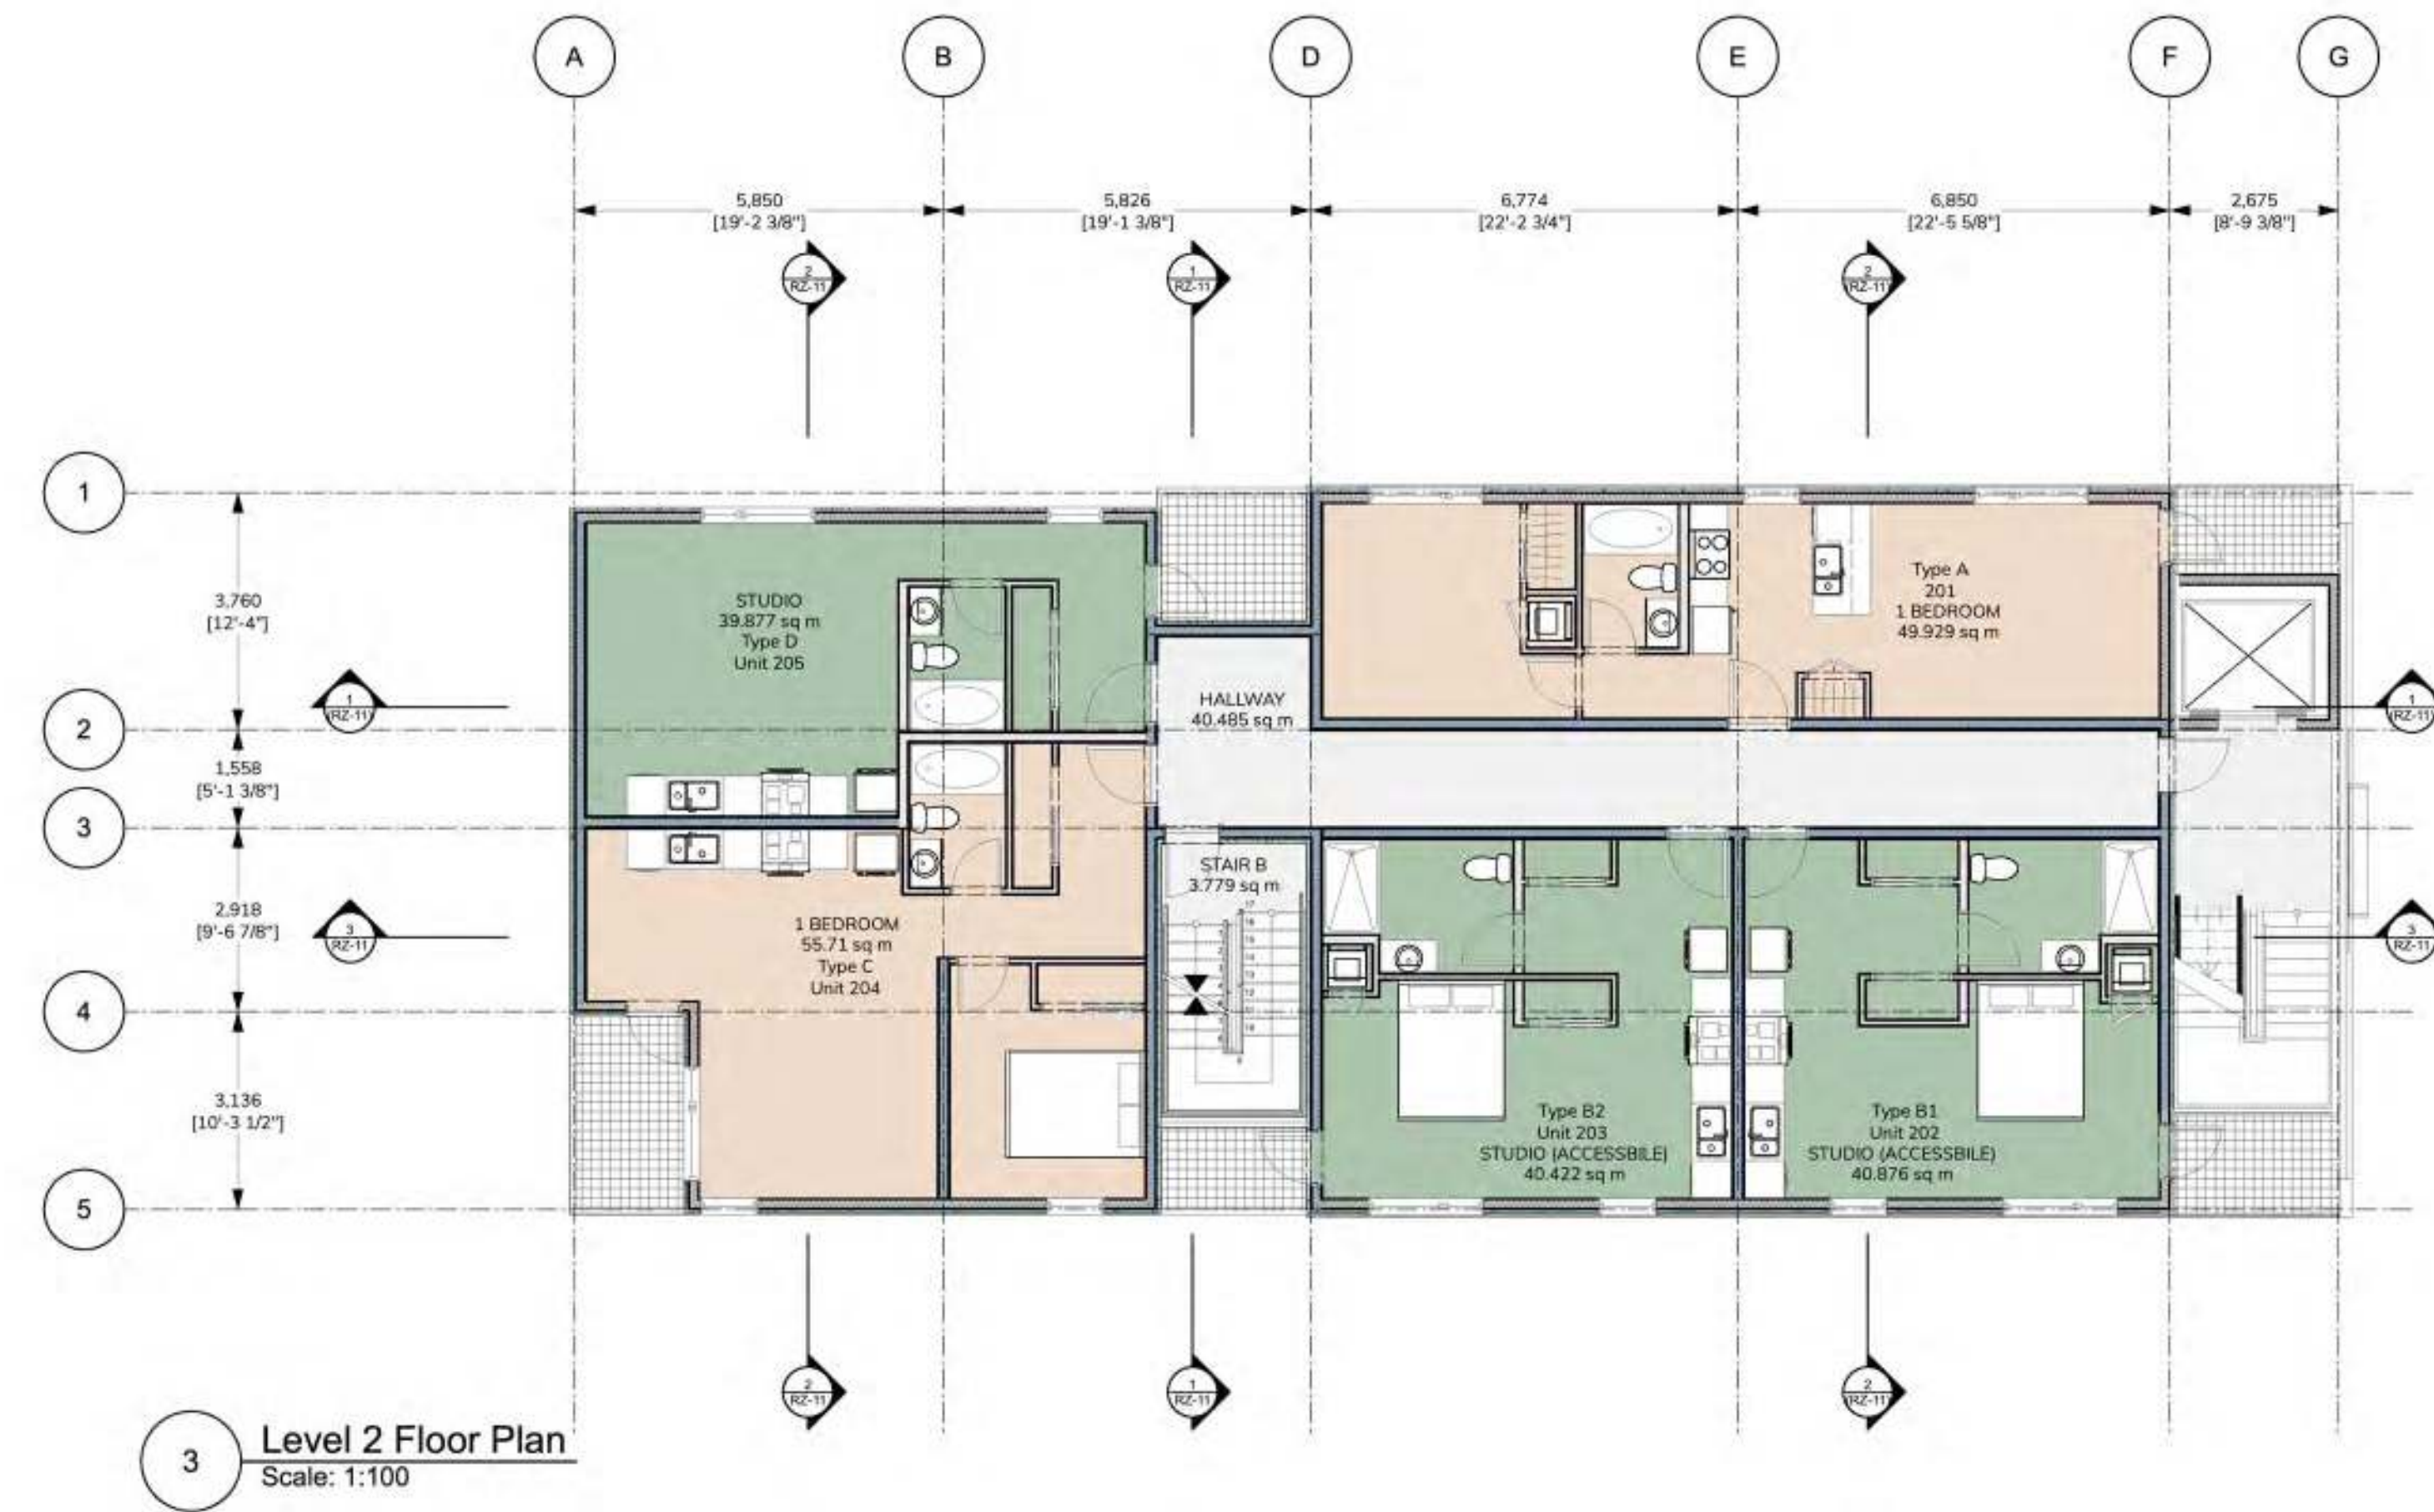 A
B
D
E
F
G
5,850
[19'-2 3/8"]
5,826
[19'-1 3/8"]
6,774
[22'-2 3/4"]
6,850
[22'-5 5/8"]
2,675
[8'-9 3/8"]
2
RZ-11
1
RZ-11
2
RZ-11
1
2
3
4
5
3,760
[12'-4"]
1,558
[5'-1 3/8"]
2,918
[9'-6 7/8"]
3,136
[10'-3 1/2"]
1
RZ-11
3
RZ-11
STUDIO
39.877 sq m
Type D
Unit 205
HALLWAY
40.485 sq m
Type A
201
1 BEDROOM
49.929 sq m
1
RZ-11
3
RZ-11
1 BEDROOM
55.71 sq m
Type C
Unit 204
STAIR B
3.779 sq m
Type B2
Unit 203
STUDIO (ACCESSBILE)
40.422 sq m
Type B1
Unit 202
STUDIO (ACCESSBILE)
40.876 sq m
2
RZ-11
1
RZ-11
2
RZ-11
3
Level 2 Floor Plan
Scale: 1:100